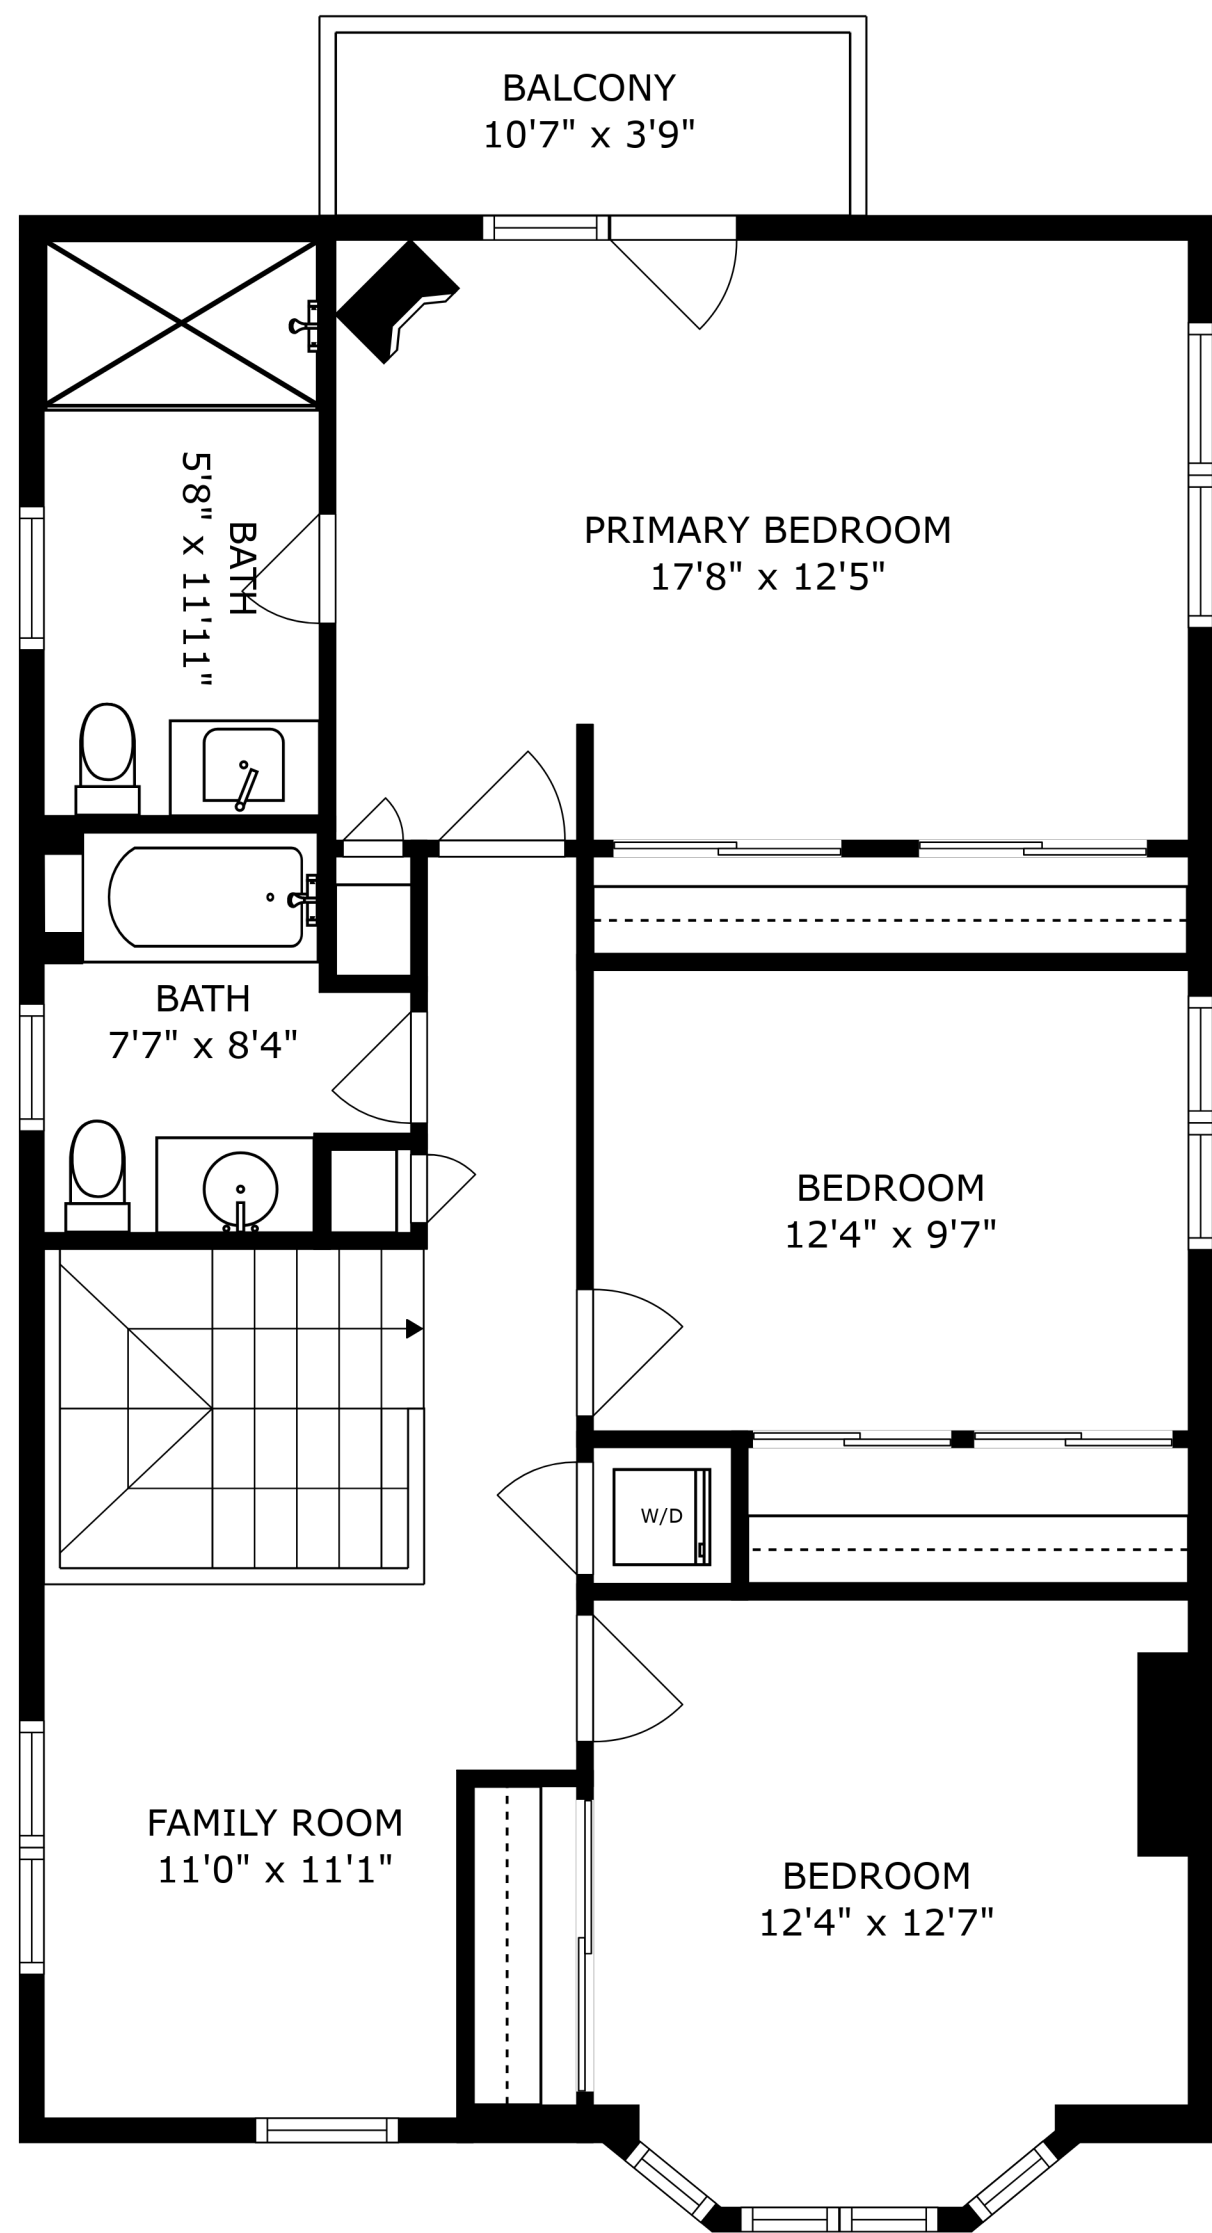 BALCONY
10'7" x 3'9"
BATH
5'8" x 11'11"
PRIMARY BEDROOM
17'8" x 12'5"
BATH
7'7" x 8'4"
BEDROOM
12'4" x 9'7"
W/D
FAMILY ROOM
11'0" x 11'1"
BEDROOM
12'4" x 12'7"